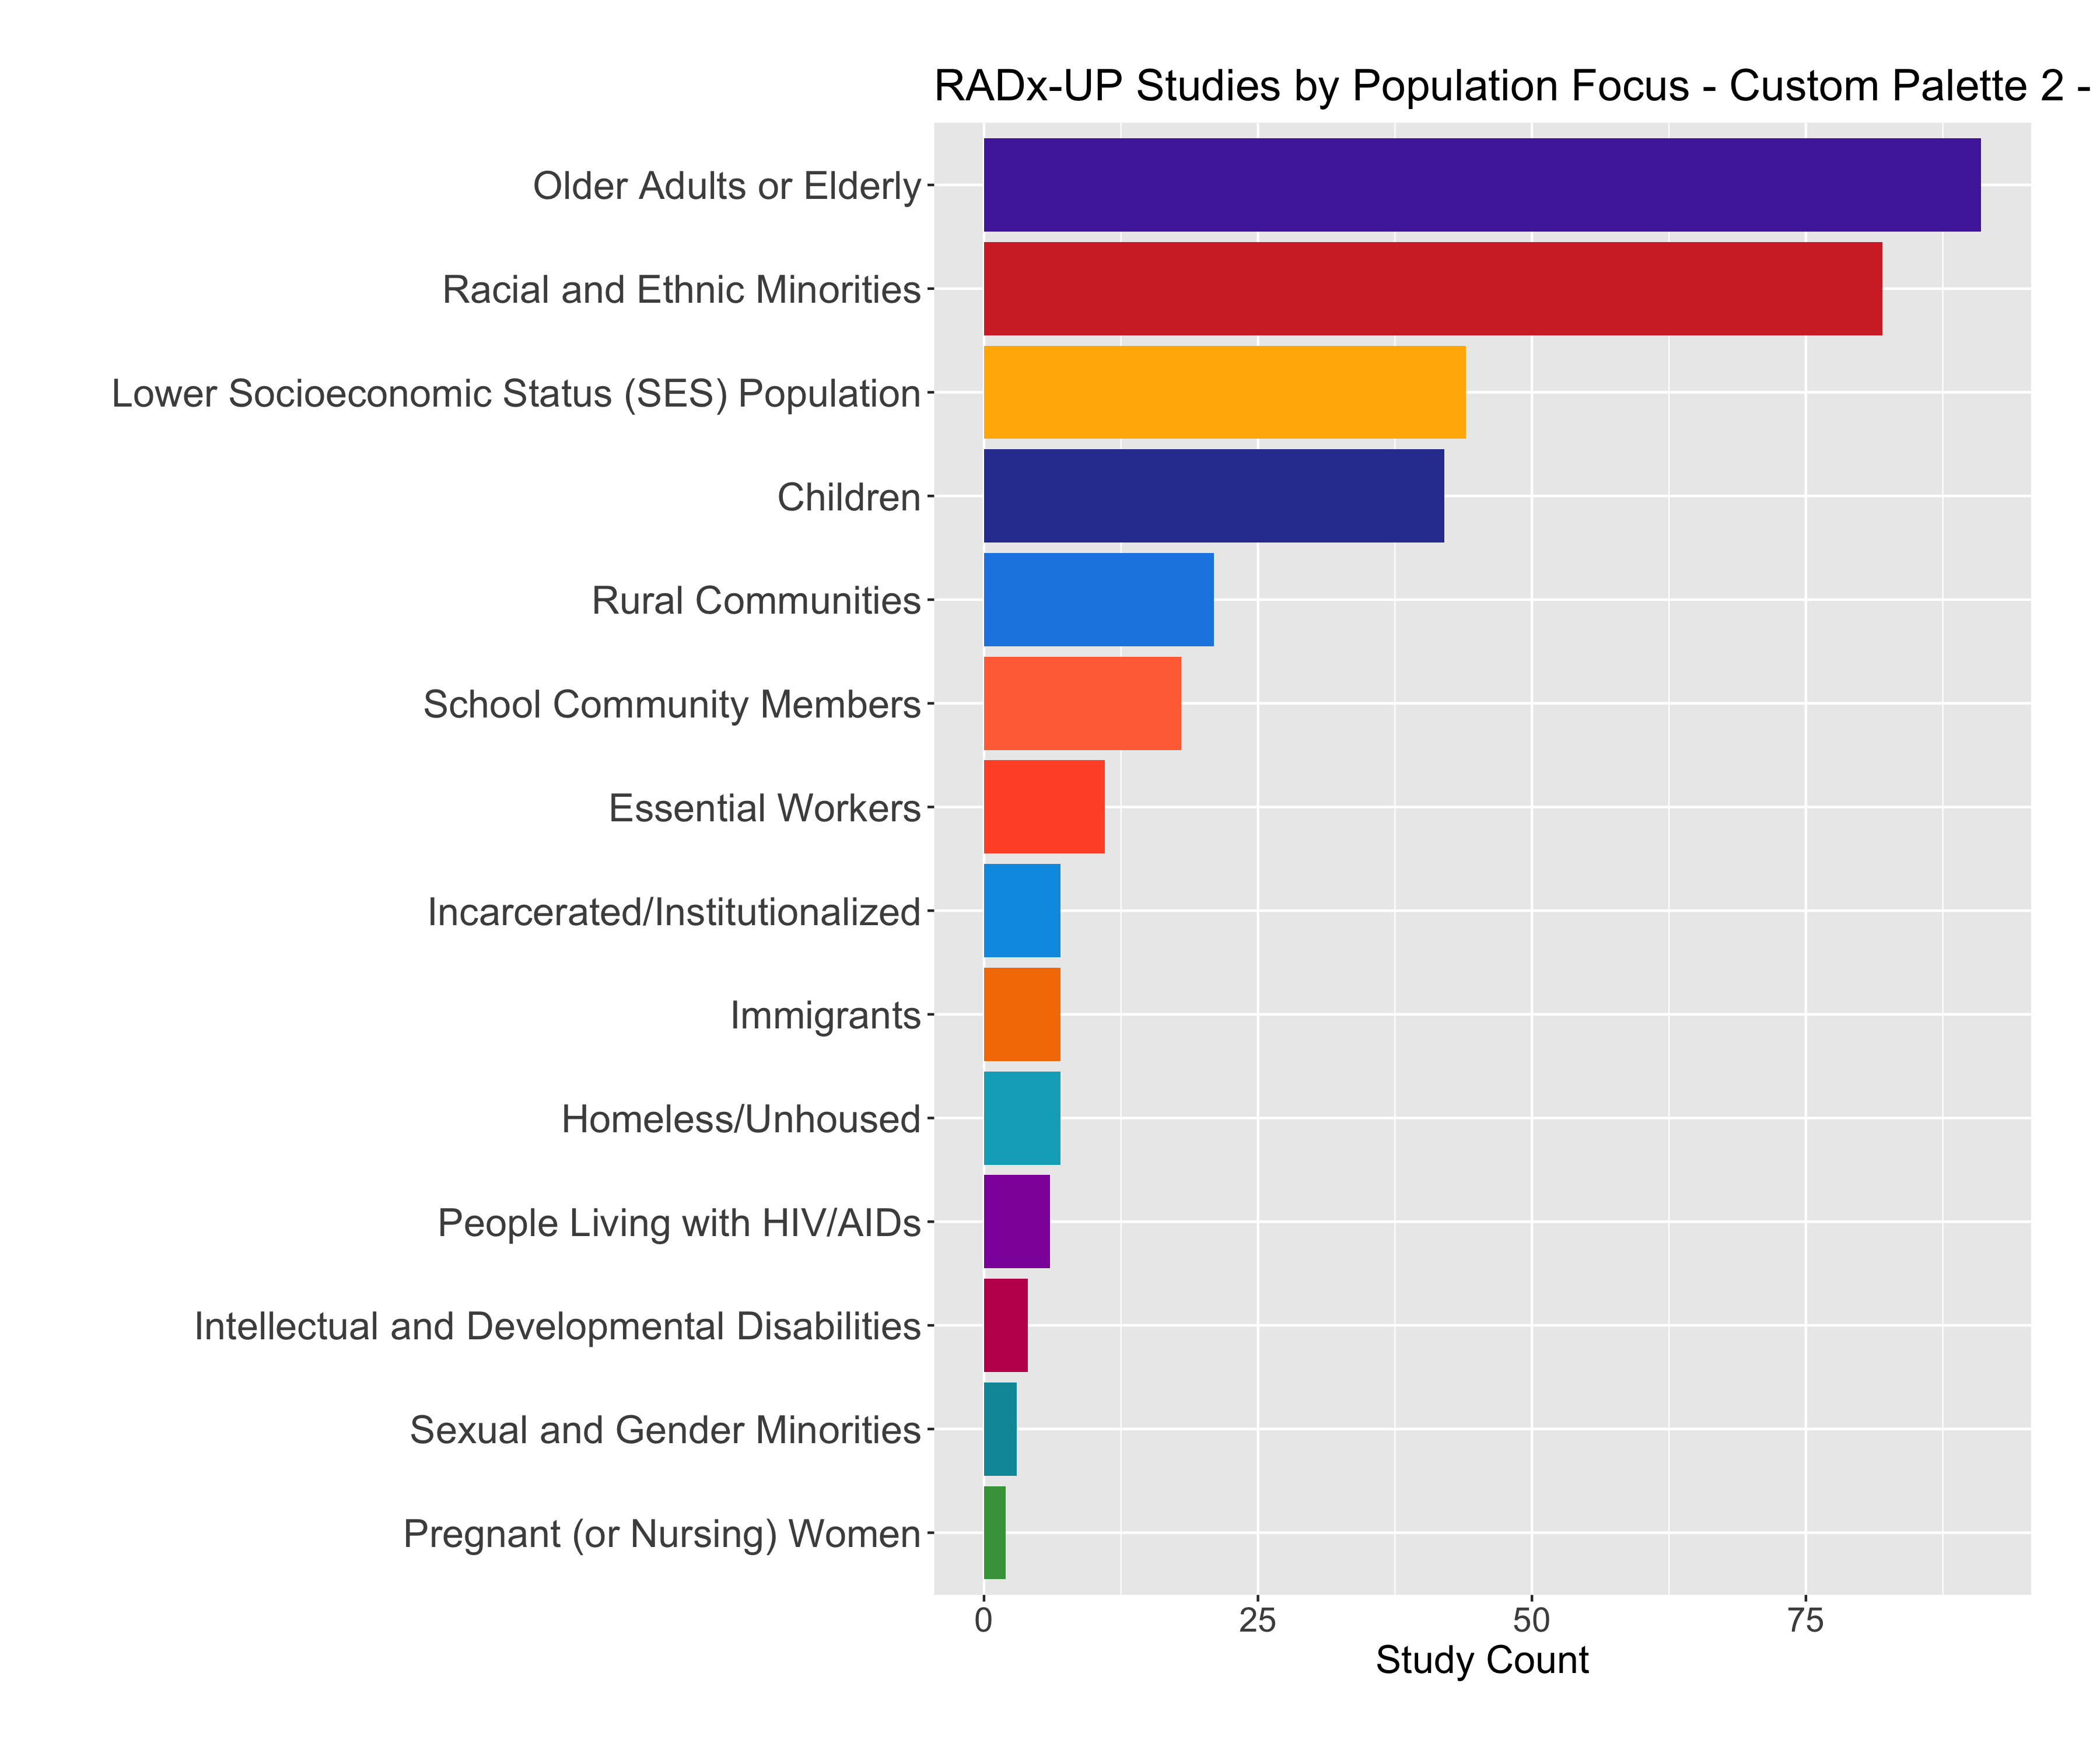 RADx-UP Studies by Population Focus - Custom Palette 2 -
Older Adults or Elderly
Racial and Ethnic Minorities
Lower Socioeconomic Status (SES) Population
Children
Rural Communities
School Community Members
Essential Workers
Incarcerated/Institutionalized
Immigrants
Homeless/Unhoused
People Living with HIV/AIDs
Intellectual and Developmental Disabilities
Sexual and Gender Minorities
Pregnant (or Nursing) Women
0 25 50 75
Study Count